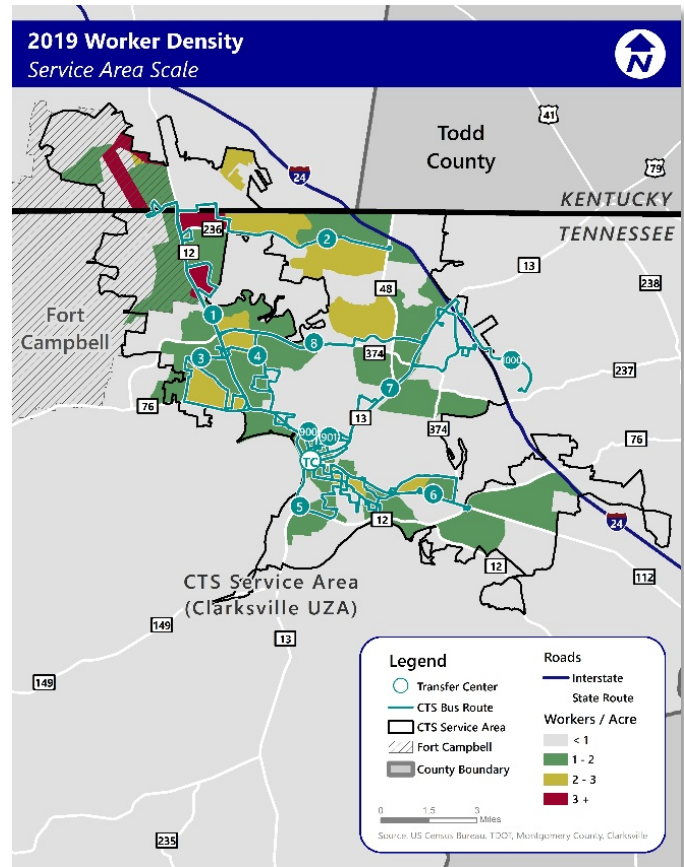 2019 Worker Density
Service Area Scale
N
Todd
County
41
79
24
KENTUCKY
TENNESSEE
236
2
12
13
238
48
1
Fort
Campbell
8
3
4
374
1000
237
7
76
13
374
76
900
901
TC
6
5
12
24
12
112
CTS Service Area
(Clarksville UZA)
149
13
149
235
Legend
Transfer Center
CTS Bus Route
CTS Service Area
Fort Campbell
County Boundary
0 1.5 3
Miles
Roads
Interstate
State Route
Workers / Acre
< 1
1 - 2
2 - 3
3 +
Source: US Census Bureau, TDOT, Montgomery County, Clarksville